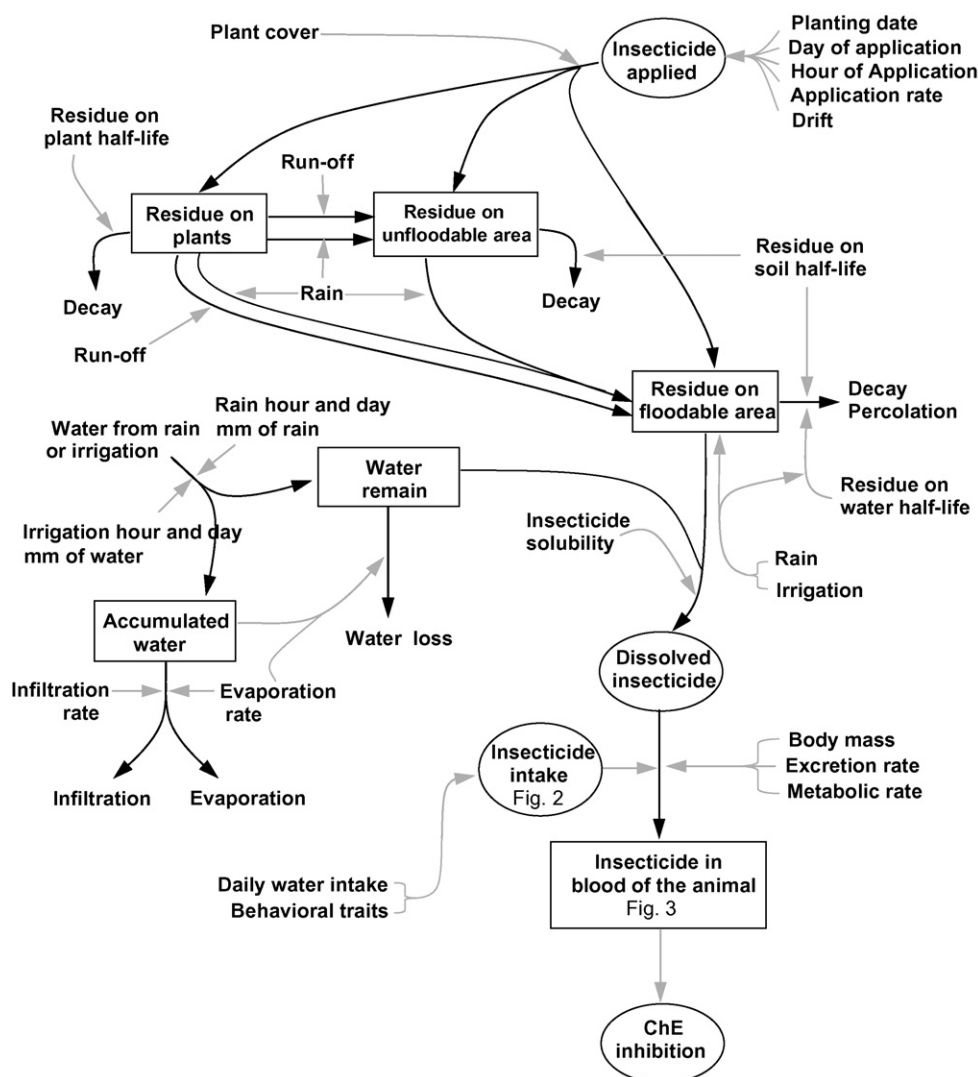 Plant cover
Insecticide
applied
Planting date
Day of application
Hour of Application
Application rate
Drift
Residue on
plant half-life
Run-off
Residue on
plants
Residue on
unfloodable area
Residue on
soil half-life
Decay
Rain
Decay
Run-off
Residue on
floodable area
Decay
Percolation
Rain hour and day
mm of rain
Water from rain
or irrigation
Water
remain
Residue on
water half-life
Irrigation hour and day
mm of water
Insecticide
solubility
Rain
Irrigation
Accumulated
water
Water loss
Dissolved
insecticide
Infiltration
rate
Evaporation
rate
Insecticide
intake
Fig. 2
Body mass
Excretion rate
Metabolic rate
Infiltration
Evaporation
Insecticide in
blood of the animal
Fig. 3
Daily water intake
Behavioral traits
ChE
inhibition